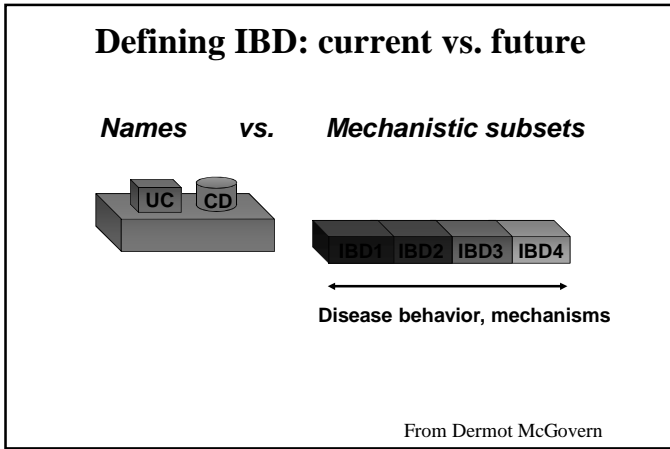 Defining IBD: current vs. future
Names vs. Mechanistic subsets
UC CD
IBD1 IBD2 IBD3 IBD4
Disease behavior, mechanisms
From Dermot McGovern